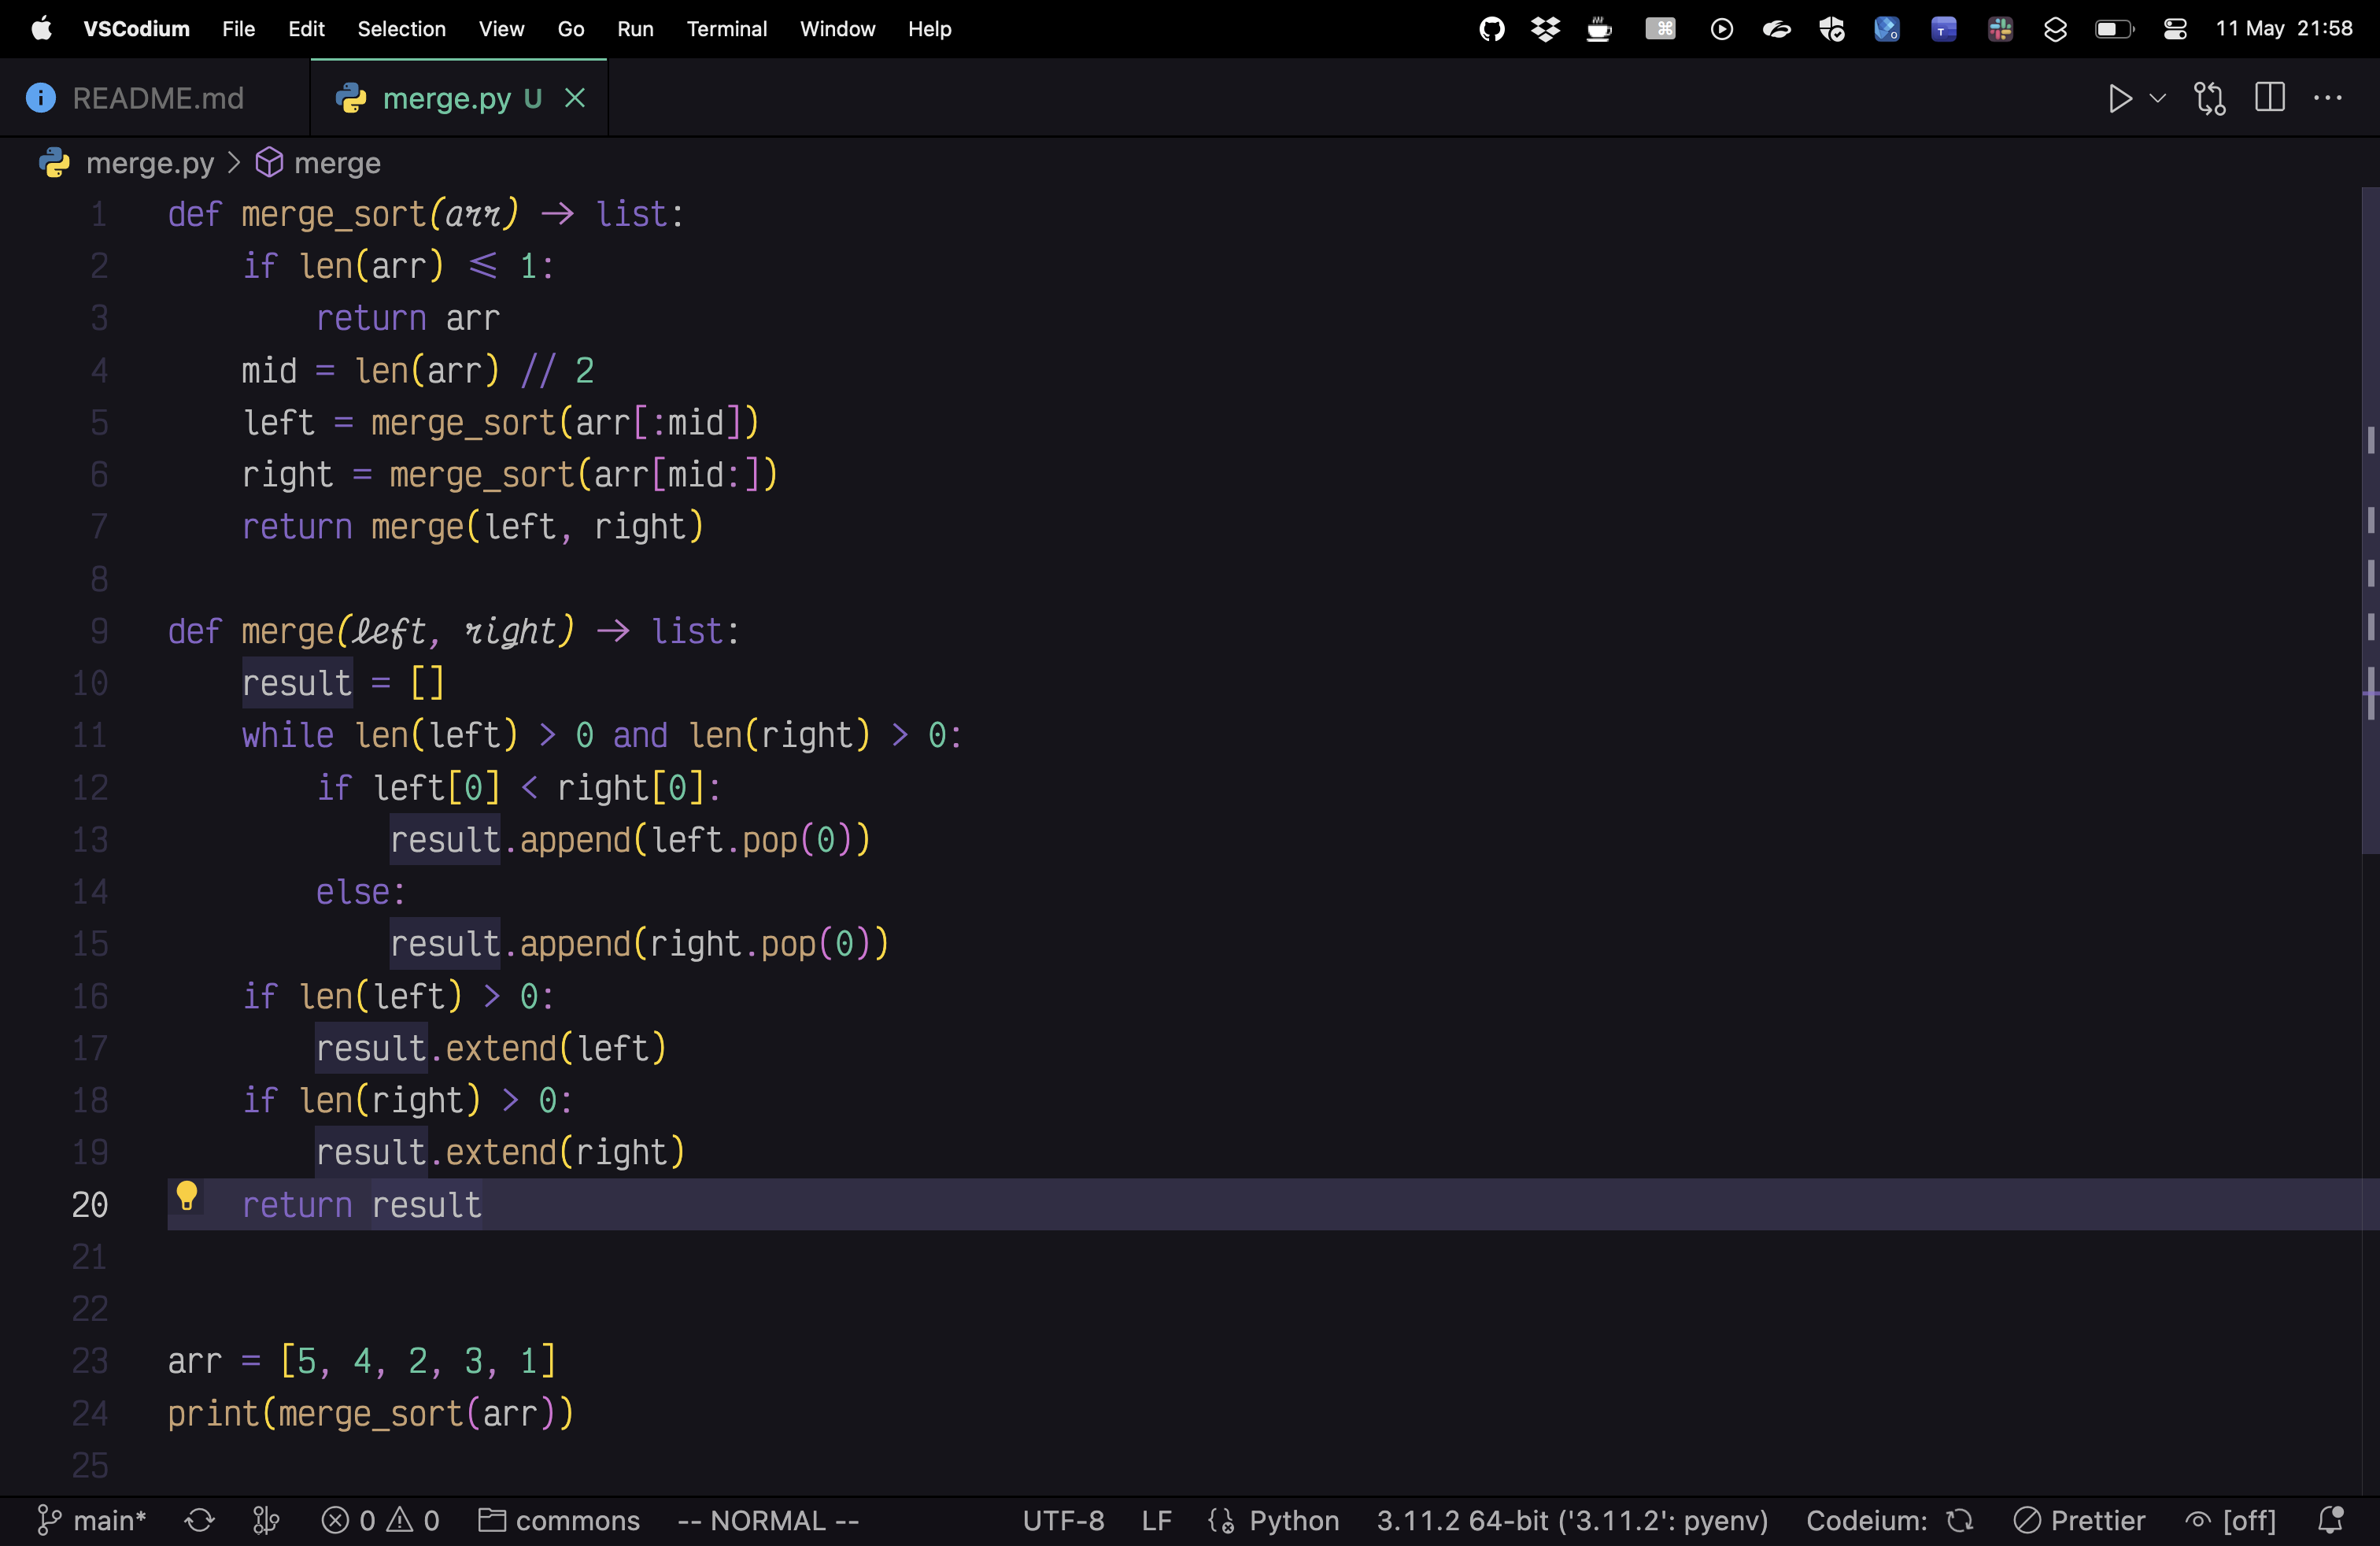 VSCodium File Edit Selection View Go Run Terminal Window Help 11 May 21:58
README.md merge.py U
merge.py > merge
1 def merge_sort(arr) → list:
2     if len(arr) ≤ 1:
3         return arr
4     mid = len(arr) // 2
5     left = merge_sort(arr[:mid])
6     right = merge_sort(arr[mid:])
7     return merge(left, right)
8
9 def merge(left, right) → list:
10     result = []
11     while len(left) > 0 and len(right) > 0:
12         if left[0] < right[0]:
13             result.append(left.pop(0))
14         else:
15             result.append(right.pop(0))
16     if len(left) > 0:
17         result.extend(left)
18     if len(right) > 0:
19         result.extend(right)
20     return result
21
22
23 arr = [5, 4, 2, 3, 1]
24 print(merge_sort(arr))
25
main* 0 0 commons -- NORMAL -- UTF-8 LF Python 3.11.2 64-bit ('3.11.2': pyenv) Codeium: Prettier [off]